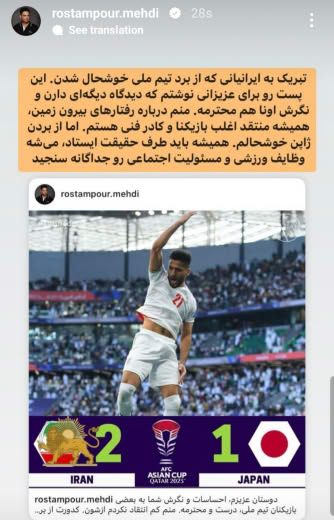 rostampour.mehdi 28s
See translation
تبریک به ایرانیانی که از برد تیم ملی خوشحال شدن. این
پست رو برای عزیزانی نوشتم که دیدگاه دیگه‌ای دارن و
نگرش اونا هم محترمه. منم درباره رفتارهای بیرون زمین،
همیشه منتقد اغلب بازیکنا و کادر فنی هستم. اما از بردن
ژاپن خوشحالم. همیشه باید طرف حقیقت ایستاد، می‌شه
وظایف ورزشی و مسئولیت اجتماعی رو جداگانه سنجید
rostampour.mehdi
21
2 1
AFC
ASIAN CUP
QATAR 2023
IRAN JAPAN
rostampour.mehdi دوستان عزیزم، احساسات و نگرش شما به بعضی
بازیکنان تیم ملی، درست و محترمه. منم کم انتقاد نکردم ازشون. کدورت از بر..